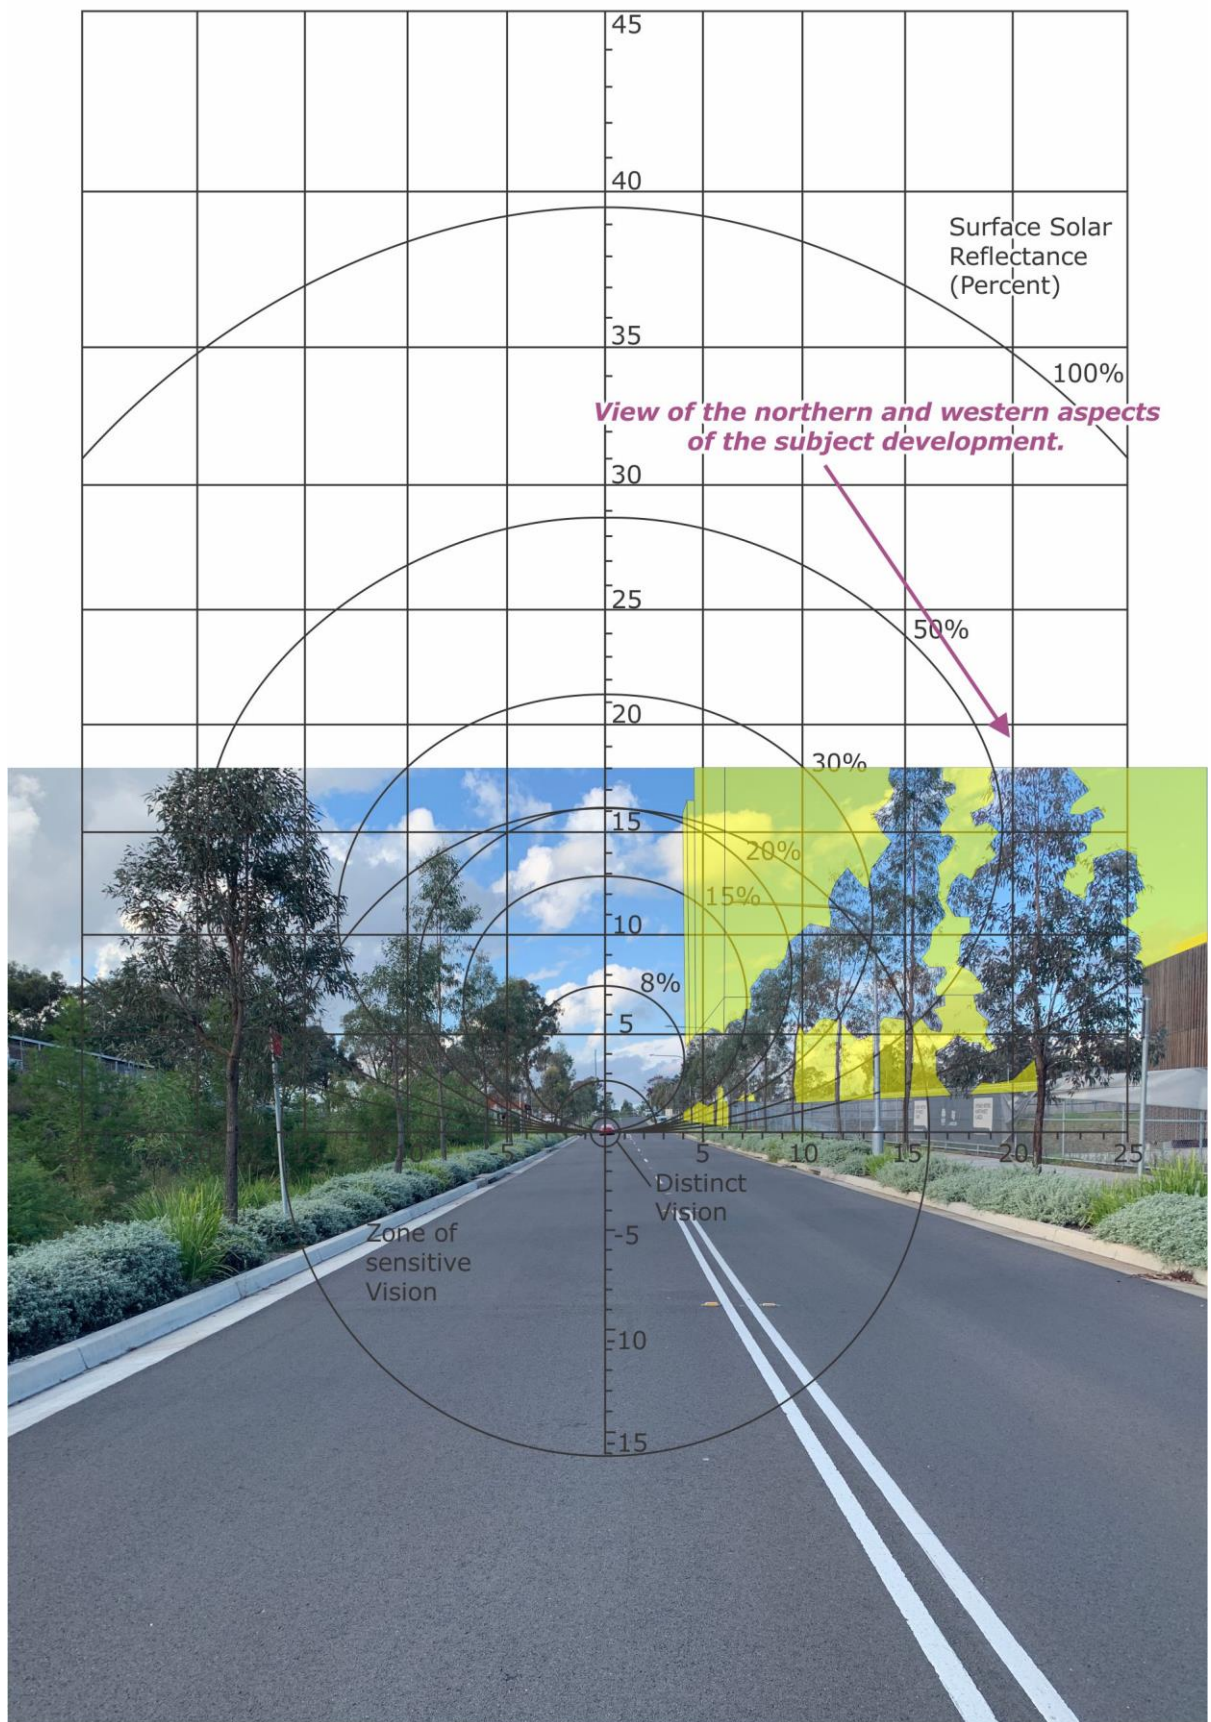 45
40
Surface Solar
Reflectance
(Percent)
35
100%
View of the northern and western aspects
of the subject development.
30
25
50%
20
30%
15
20%
15%
10
8%
5
5 5 10 15 20 25
Distinct
Vision
Zone of
sensitive
Vision
-5
-10
-15